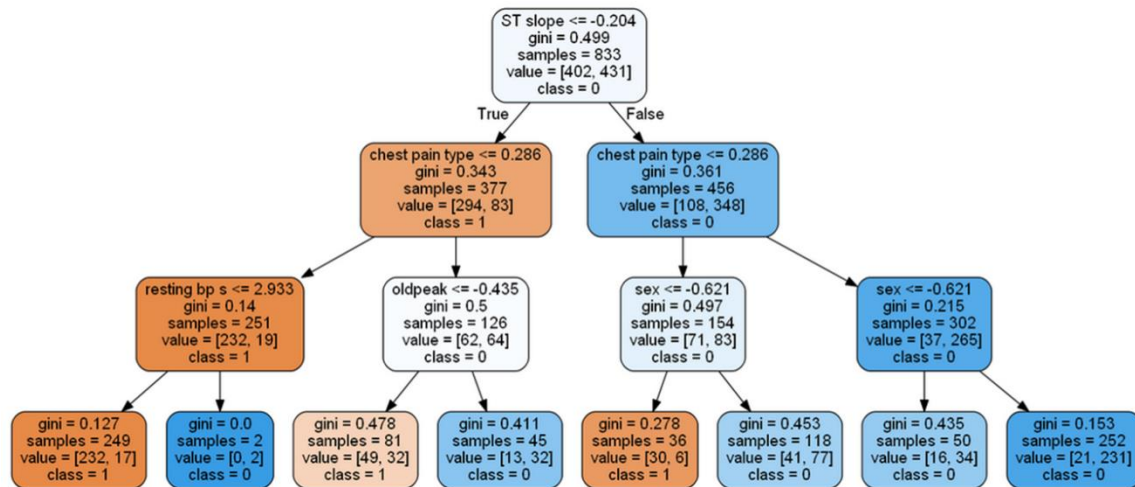 ST slope <= -0.204
gini = 0.499
samples = 833
value = [402, 431]
class = 0
True
False
chest pain type <= 0.286
gini = 0.343
samples = 377
value = [294, 83]
class = 1
chest pain type <= 0.286
gini = 0.361
samples = 456
value = [108, 348]
class = 0
resting bp s <= 2.933
gini = 0.14
samples = 251
value = [232, 19]
class = 1
oldpeak <= -0.435
gini = 0.5
samples = 126
value = [62, 64]
class = 0
sex <= -0.621
gini = 0.497
samples = 154
value = [71, 83]
class = 0
sex <= -0.621
gini = 0.215
samples = 302
value = [37, 265]
class = 0
gini = 0.127
samples = 249
value = [232, 17]
class = 1
gini = 0.0
samples = 2
value = [0, 2]
class = 0
gini = 0.478
samples = 81
value = [49, 32]
class = 1
gini = 0.411
samples = 45
value = [13, 32]
class = 0
gini = 0.278
samples = 36
value = [30, 6]
class = 1
gini = 0.453
samples = 118
value = [41, 77]
class = 0
gini = 0.435
samples = 50
value = [16, 34]
class = 0
gini = 0.153
samples = 252
value = [21, 231]
class = 0